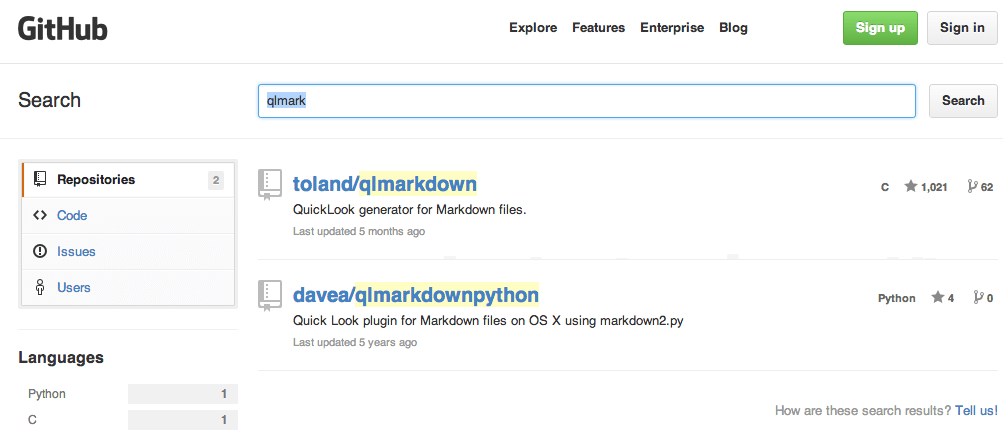 GitHub
Explore Features Enterprise Blog Sign up Sign in
Search
qlmark
Search
Repositories 2
Code
Issues
Users
Languages
Python 1
C 1
toland/qlmarkdown
C 1,021 62
QuickLook generator for Markdown files.
Last updated 5 months ago
davea/qlmarkdownpython
Python 4 0
Quick Look plugin for Markdown files on OS X using markdown2.py
Last updated 5 years ago
How are these search results? Tell us!